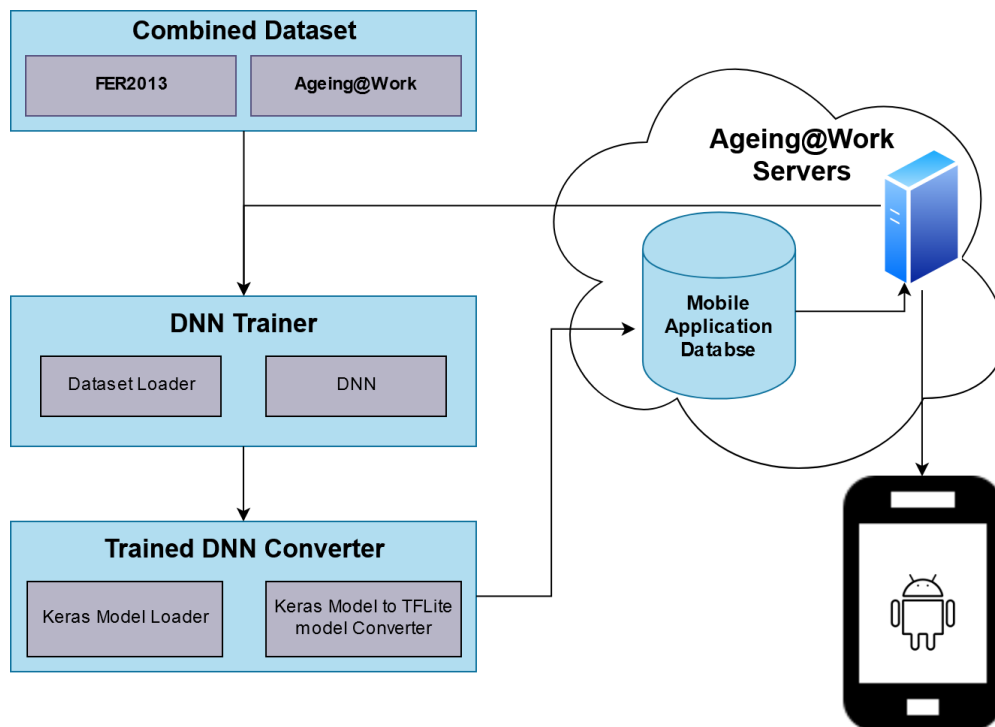 Combined Dataset
FER2013
Ageing@Work
Ageing@Work
Servers
Mobile
Application
Databse
DNN Trainer
Dataset Loader
DNN
Trained DNN Converter
Keras Model Loader
Keras Model to TFLite
model Converter